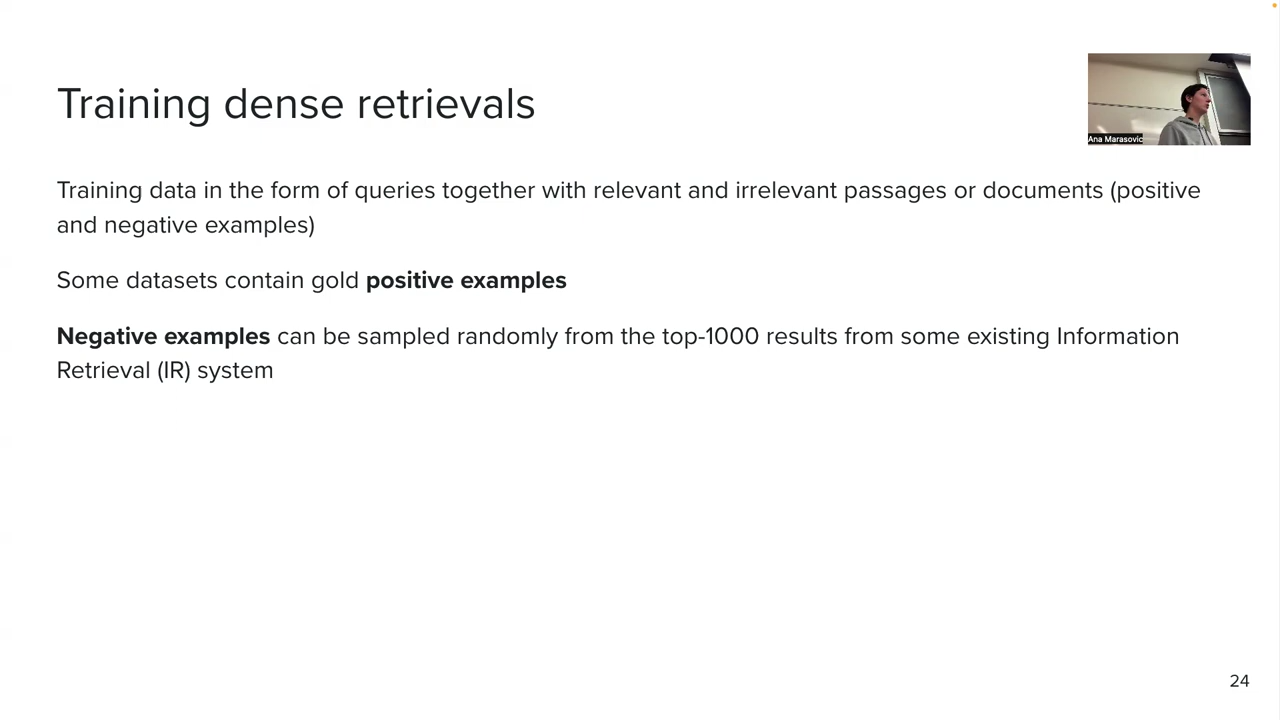 Training dense retrievals
Ana Marasovic
Training data in the form of queries together with relevant and irrelevant passages or documents (positive
and negative examples)
Some datasets contain gold positive examples
Negative examples can be sampled randomly from the top-1000 results from some existing Information
Retrieval (IR) system
24